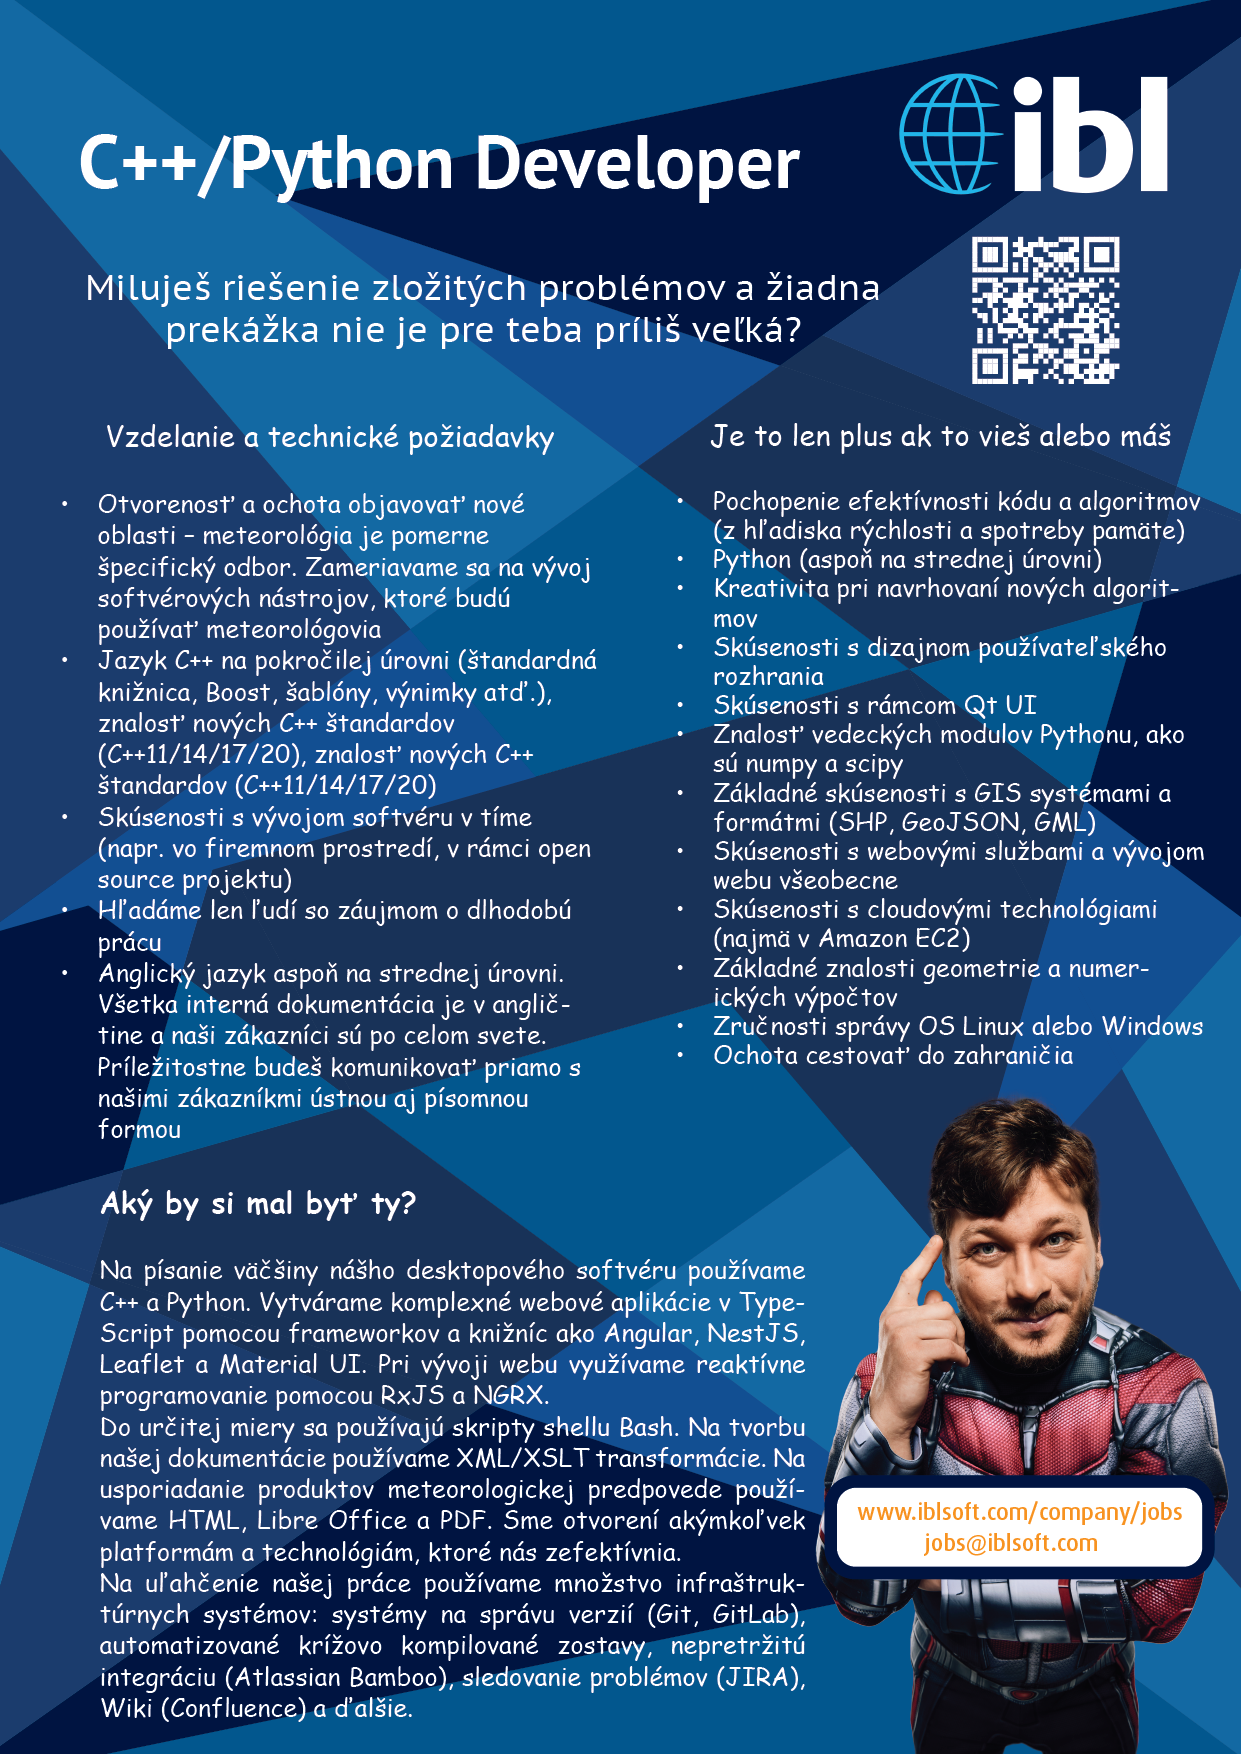 ibl
C++/Python Developer
Miluješ riešenie zložitých problémov a žiadna
prekážka nie je pre teba príliš veľká?
Vzdelanie a technické požiadavky
• Otvorenosť a ochota objavovať nové
oblasti – meteorológia je pomerne
špecifický odbor. Zameriavame sa na vývoj
softvérových nástrojov, ktoré budú
používať meteorológovia
• Jazyk C++ na pokročilej úrovni (štandardná
knižnica, Boost, šablóny, výnimky atď.),
znalosť nových C++ štandardov
(C++11/14/17/20), znalosť nových C++
štandardov (C++11/14/17/20)
• Skúsenosti s vývojom softvéru v tíme
(napr. vo firemnom prostredí, v rámci open
source projektu)
• Hľadáme len ľudí so záujmom o dlhodobú
prácu
• Anglický jazyk aspoň na strednej úrovni.
Všetka interná dokumentácia je v anglič-
tine a naši zákazníci sú po celom svete.
Príležitostne budeš komunikovať priamo s
našimi zákazníkmi ústnou aj písomnou
formou
Je to len plus ak to vieš alebo máš
• Pochopenie efektívnosti kódu a algoritmov
(z hľadiska rýchlosti a spotreby pamäte)
• Python (aspoň na strednej úrovni)
• Kreativita pri navrhovaní nových algorit-
mov
• Skúsenosti s dizajnom používateľského
rozhrania
• Skúsenosti s rámcom Qt UI
• Znalosť vedeckých modulov Pythonu, ako
sú numpy a scipy
• Základné skúsenosti s GIS systémami a
formátmi (SHP, GeoJSON, GML)
• Skúsenosti s webovými službami a vývojom
webu všeobecne
• Skúsenosti s cloudovými technológiami
(najmä v Amazon EC2)
• Základné znalosti geometrie a numer-
ických výpočtov
• Zručnosti správy OS Linux alebo Windows
• Ochota cestovať do zahraničia
Aký by si mal byť ty?
Na písanie väčšiny nášho desktopového softvéru používame
C++ a Python. Vytvárame komplexné webové aplikácie v Type-
Script pomocou frameworkov a knižníc ako Angular, NestJS,
Leaflet a Material UI. Pri vývoji webu využívame reaktívne
programovanie pomocou RxJS a NGRX.
Do určitej miery sa používajú skripty shellu Bash. Na tvorbu
našej dokumentácie používame XML/XSLT transformácie. Na
usporiadanie produktov meteorologickej predpovede použí-
vame HTML, Libre Office a PDF. Sme otvorení akýmkoľvek
platformám a technológiám, ktoré nás zefektívnia.
Na uľahčenie našej práce používame množstvo infraštruk-
túrnych systémov: systémy na správu verzií (Git, GitLab),
automatizované krížovo kompilované zostavy, nepretržitú
integráciu (Atlassian Bamboo), sledovanie problémov (JIRA),
Wiki (Confluence) a ďalšie.
www.iblsoft.com/company/jobs
jobs@iblsoft.com